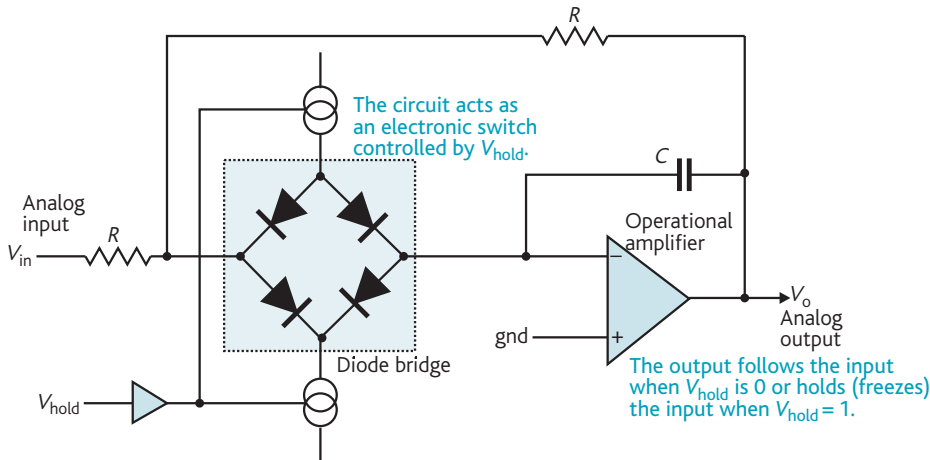 R
The circuit acts as
an electronic switch
controlled by Vhold.
C
Analog
input
R
Operational
amplifier
Vin
−
Vo
Analog
output
gnd
+
Diode bridge
The output follows the input
when Vhold is 0 or holds (freezes)
the input when Vhold = 1.
Vhold